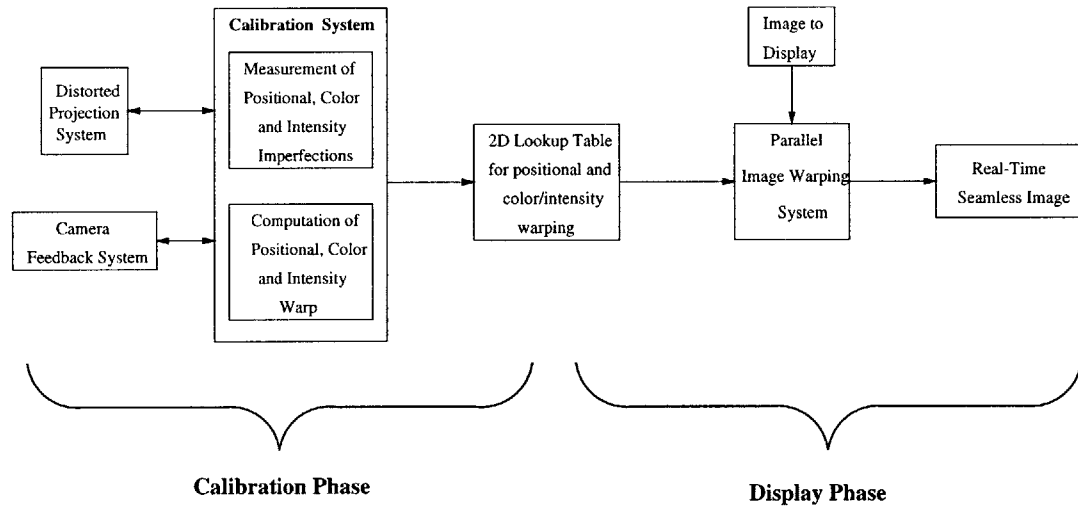 Calibration System
Measurement of
Positional, Color
and Intensity
Imperfections
Computation of
Positional, Color
and Intensity
Warp
Distorted
Projection
System
Camera
Feedback System
2D Lookup Table
for positional and
color/intensity
warping
Image to
Display
Parallel
Image Warping
System
Real-Time
Seamless Image
Calibration Phase
Display Phase